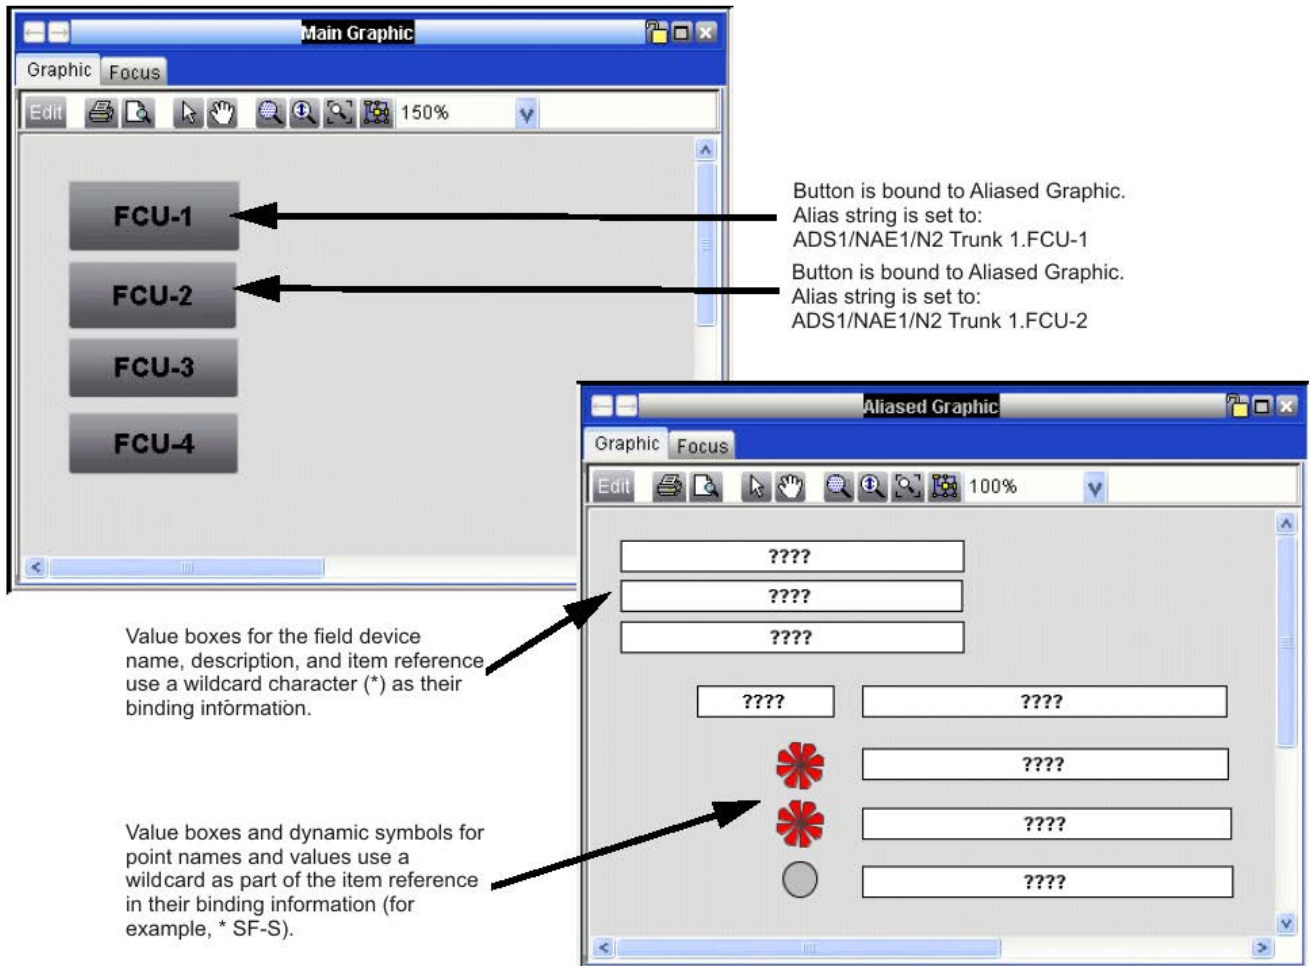 Main Graphic
Graphic Focus
Edit 150%
FCU-1
FCU-2
FCU-3
FCU-4
Button is bound to Aliased Graphic.
Alias string is set to:
ADS1/NAE1/N2 Trunk 1.FCU-1
Button is bound to Aliased Graphic.
Alias string is set to:
ADS1/NAE1/N2 Trunk 1.FCU-2
Aliased Graphic
Graphic Focus
Edit 100%
????
????
????
???? ????
????
????
????
Value boxes for the field device
name, description, and item reference
use a wildcard character (*) as their
binding information.
Value boxes and dynamic symbols for
point names and values use a
wildcard as part of the item reference
in their binding information (for
example, * SF-S).